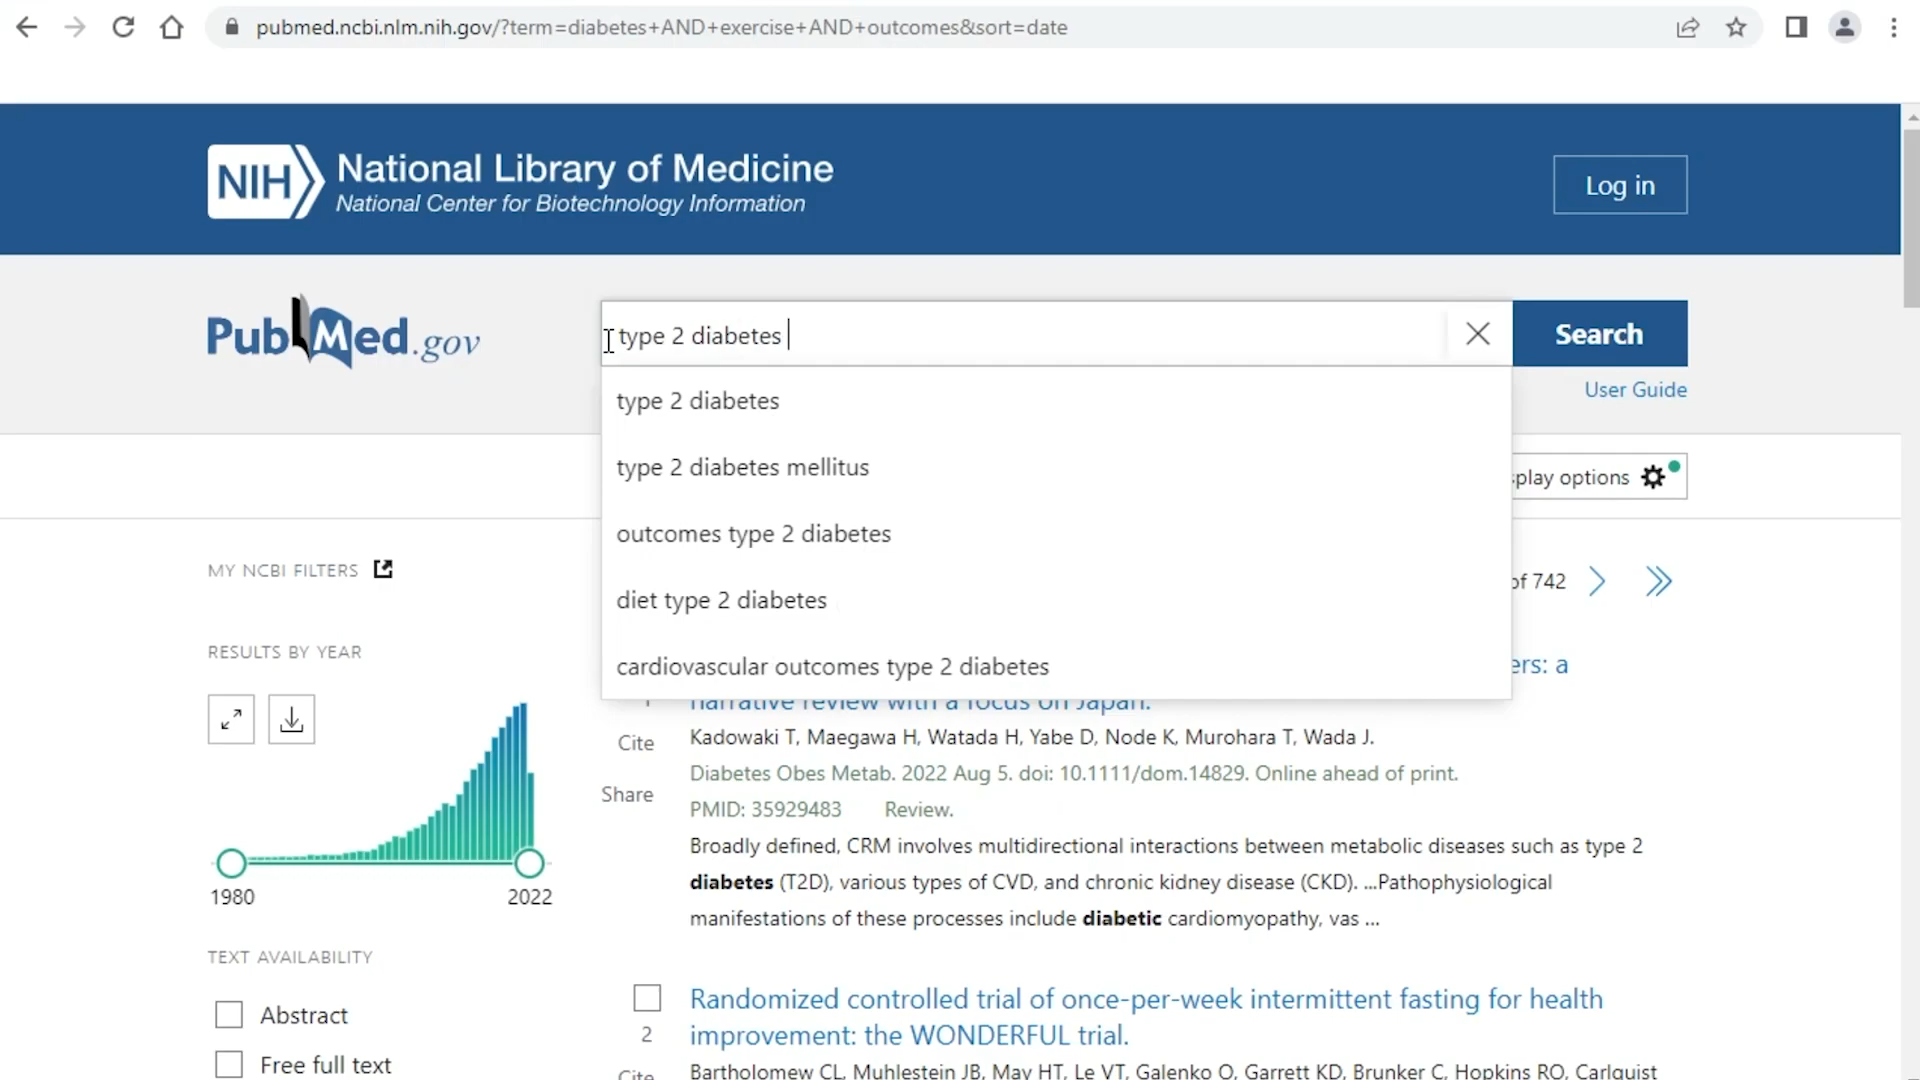 pubmed.ncbi.nlm.nih.gov/?term=diabetes+AND+exercise+AND+outcomes&sort=date
NIH National Library of Medicine
National Center for Biotechnology Information
Log in
PubMed.gov
type 2 diabetes
Search
User Guide
type 2 diabetes
type 2 diabetes mellitus
outcomes type 2 diabetes
diet type 2 diabetes
cardiovascular outcomes type 2 diabetes
options
MY NCBI FILTERS
of 742
RESULTS BY YEAR
1980
2022
TEXT AVAILABILITY
Abstract
Free full text
a
narrative review with a focus on Japan.
Cite
Share
Kadowaki T, Maegawa H, Watada H, Yabe D, Node K, Murohara T, Wada J.
Diabetes Obes Metab. 2022 Aug 5. doi: 10.1111/dom.14829. Online ahead of print.
PMID: 35929483 Review.
Broadly defined, CRM involves multidirectional interactions between metabolic diseases such as type 2
diabetes (T2D), various types of CVD, and chronic kidney disease (CKD). ...Pathophysiological
manifestations of these processes include diabetic cardiomyopathy, vas ...
2
Cite
Randomized controlled trial of once-per-week intermittent fasting for health
improvement: the WONDERFUL trial.
Bartholomew CL, Muhlestein JB, May HT, Le VT, Galenko O, Garrett KD, Brunker C, Hopkins RO, Carlquist